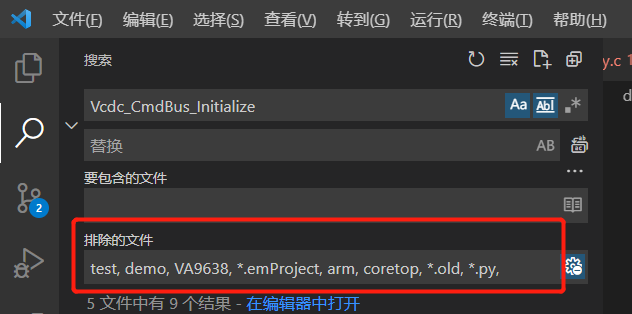 文件(F) 编辑(E) 选择(S) 查看(V) 转到(G) 运行(R) 终端(T) 帮助(H)
搜索
y.c 1
Vcdc_CmdBus_Initialize Aa Abl .*
d
替换 AB
...
要包含的文件
2
排除的文件
test, demo, VA9638, *.emProject, arm, coretop, *.old, *.py,
5 文件中有 9 个结果 - 在编辑器中打开